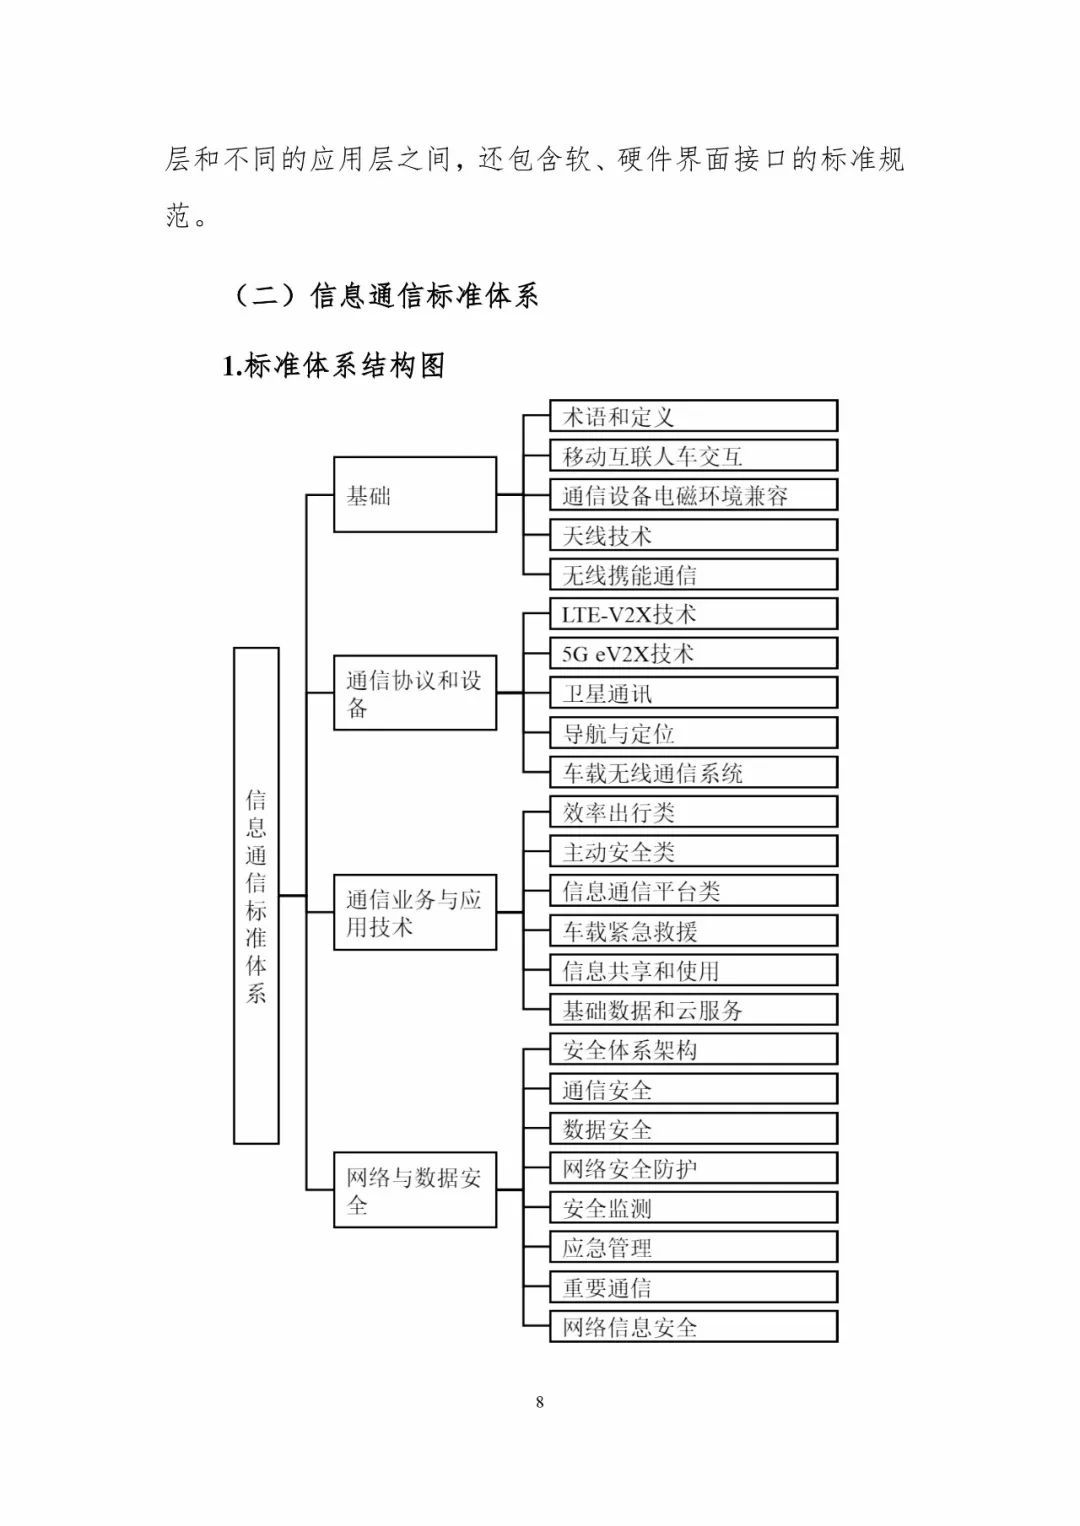 层和不同的应用层之间，还包含软、硬件界面接口的标准规
范。
（二）信息通信标准体系
1.标准体系结构图
信息通信标准体系
基础
术语和定义
移动互联人车交互
通信设备电磁环境兼容
天线技术
无线携能通信
通信协议和设
备
LTE-V2X技术
5G eV2X技术
卫星通讯
导航与定位
车载无线通信系统
通信业务与应
用技术
效率出行类
主动安全类
信息通信平台类
车载紧急救援
信息共享和使用
基础数据和云服务
网络与数据安
全
安全体系架构
通信安全
数据安全
网络安全防护
安全监测
应急管理
重要通信
网络信息安全
8